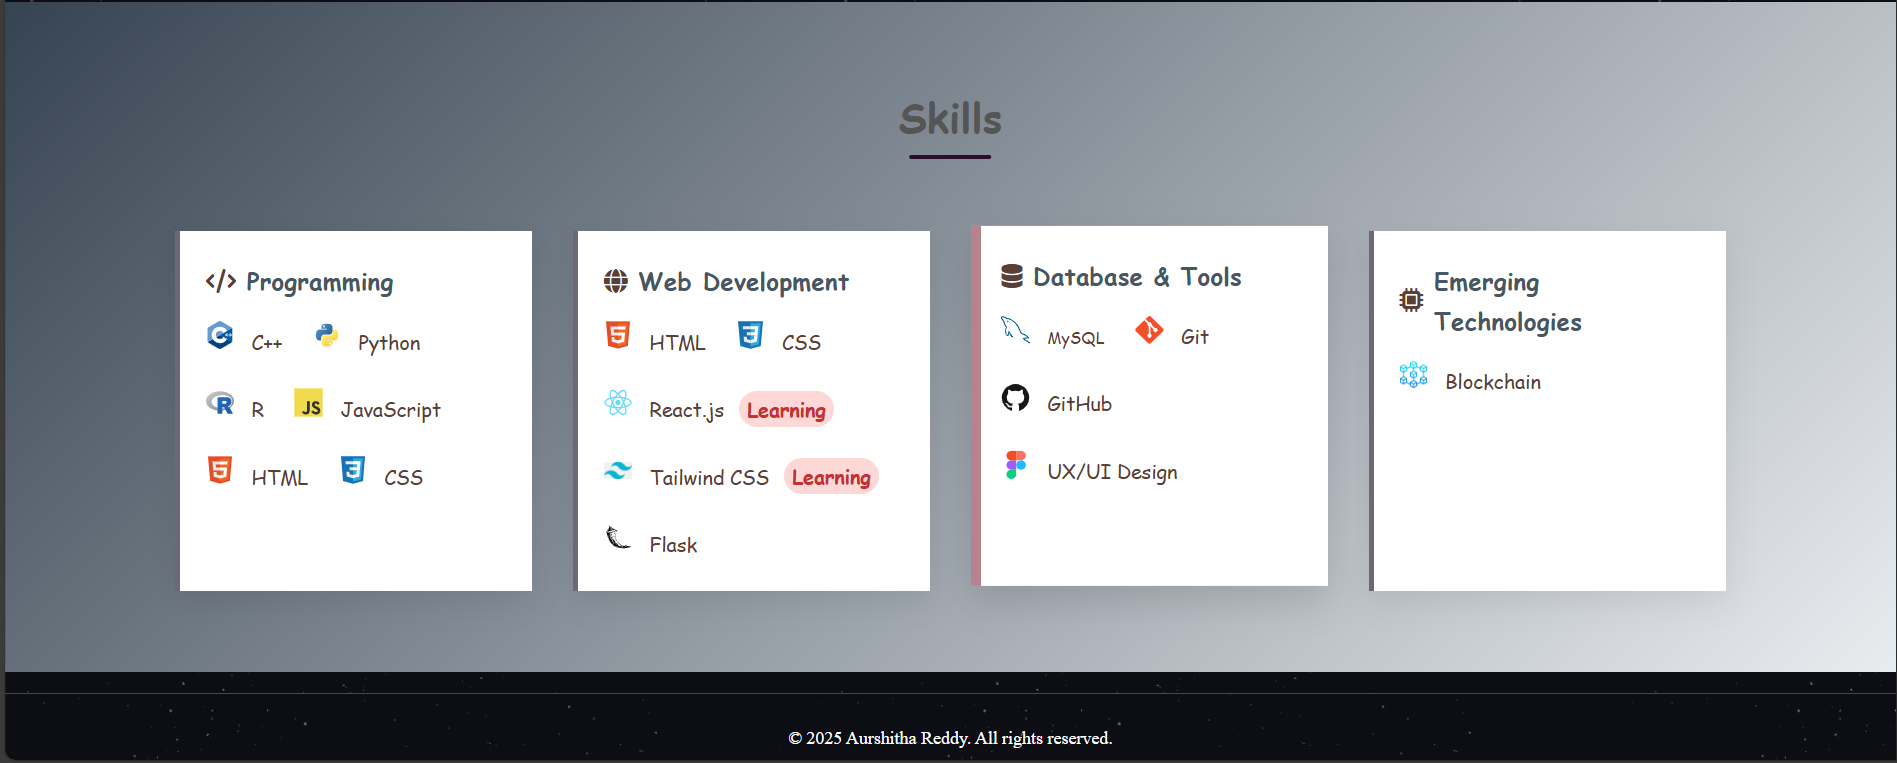 Skills
</> Programming
C++ Python
R JS JavaScript
HTML CSS
Web Development
HTML CSS
React.js Learning
Tailwind CSS Learning
Flask
Database & Tools
MySQL Git
GitHub
UX/UI Design
Emerging
Technologies
Blockchain
© 2025 Aurshitha Reddy. All rights reserved.